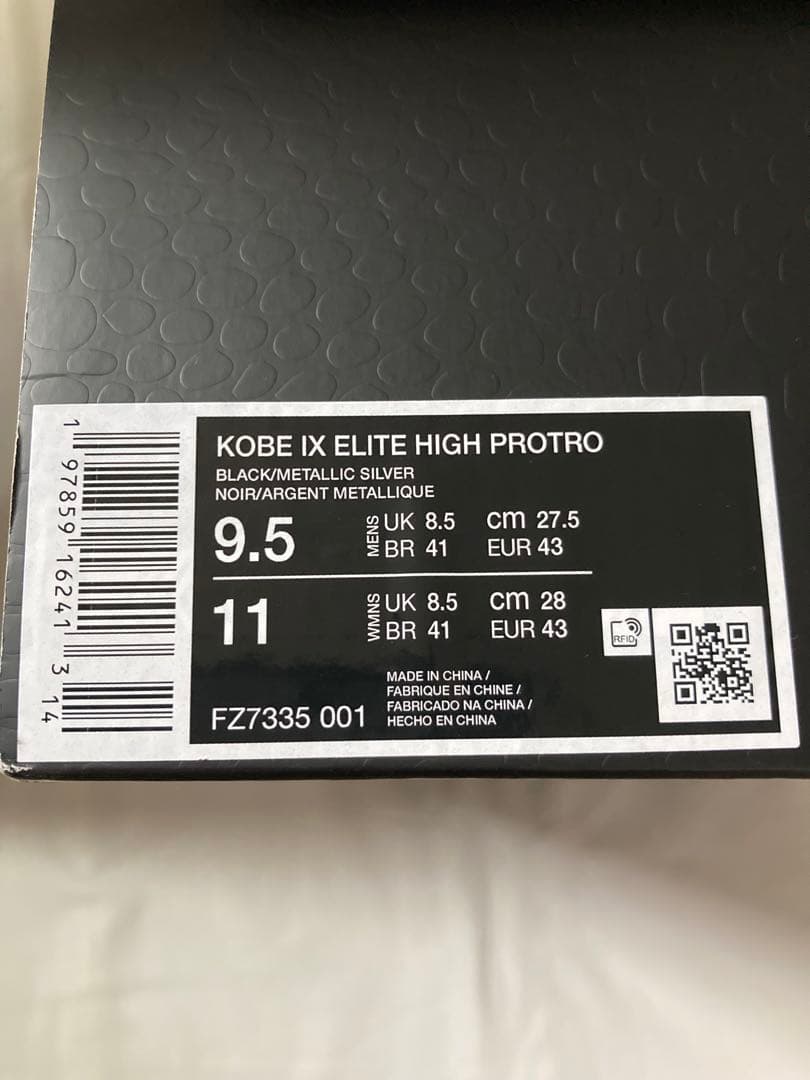 KOBE IX ELITE HIGH PROTRO
BLACK/METALLIC SILVER
NOIR/ARGENT METALLIQUE
9.5 MENS UK 8.5 cm 27.5
BR 41 EUR 43
11 WMNS UK 8.5 cm 28
BR 41 EUR 43
RFID
MADE IN CHINA /
FABRIQUE EN CHINE /
FABRICADO NA CHINA /
HECHO EN CHINA
FZ7335 001
1 97859 16241 3 14